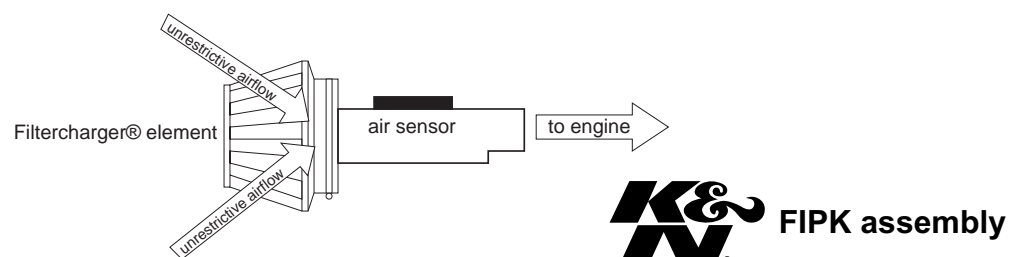 unrestrictive airflow
Filtercharger® element
air sensor
to engine
unrestrictive airflow
K&N FIPK assembly